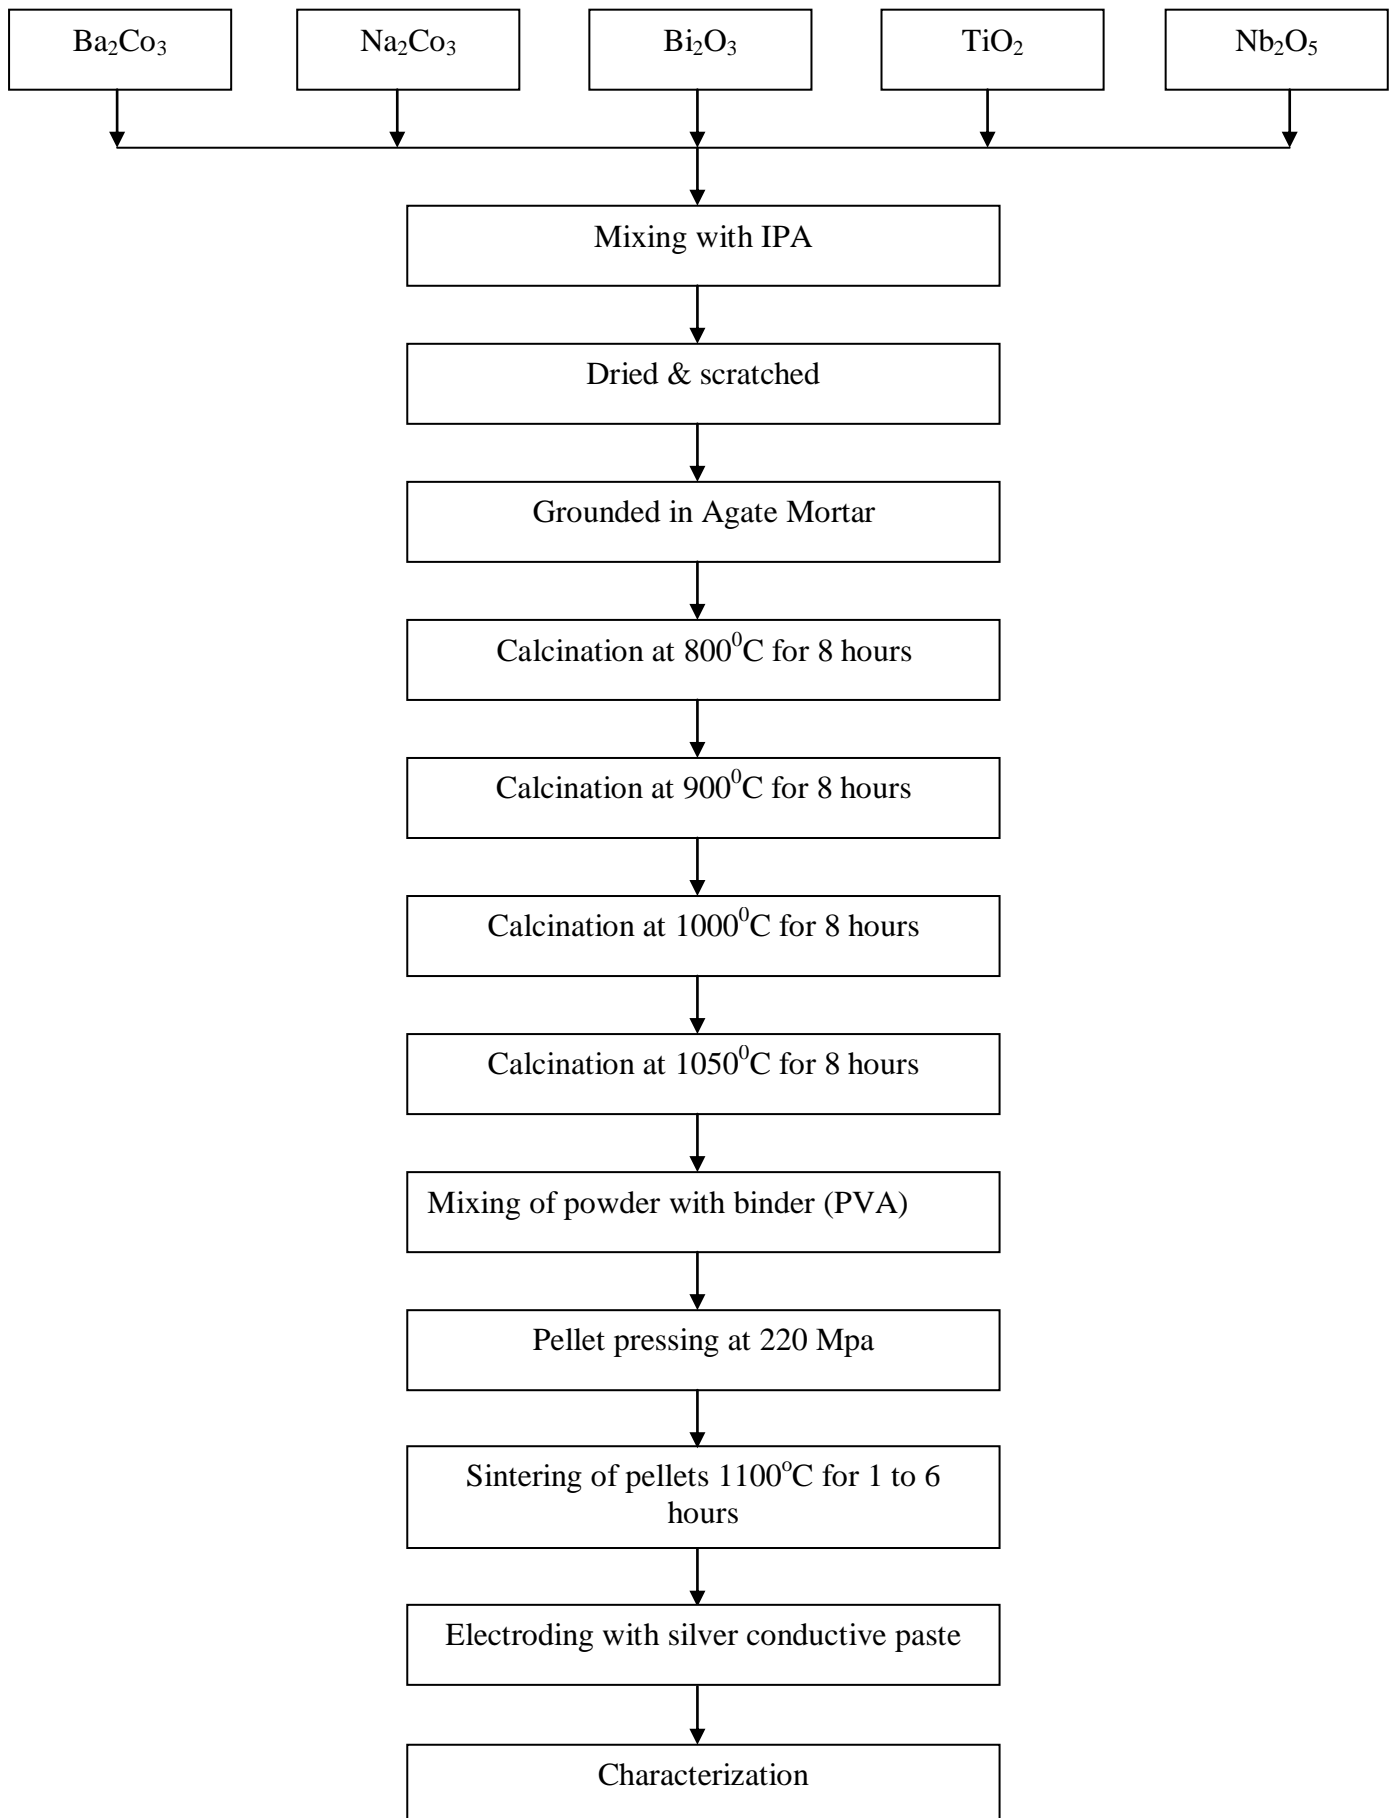 Ba₂Co₃
Na₂Co₃
Bi₂O₃
TiO₂
Nb₂O₅
Mixing with IPA
Dried & scratched
Grounded in Agate Mortar
Calcination at 800⁰C for 8 hours
Calcination at 900⁰C for 8 hours
Calcination at 1000⁰C for 8 hours
Calcination at 1050⁰C for 8 hours
Mixing of powder with binder (PVA)
Pellet pressing at 220 Mpa
Sintering of pellets 1100ᵒC for 1 to 6
hours
Electroding with silver conductive paste
Characterization